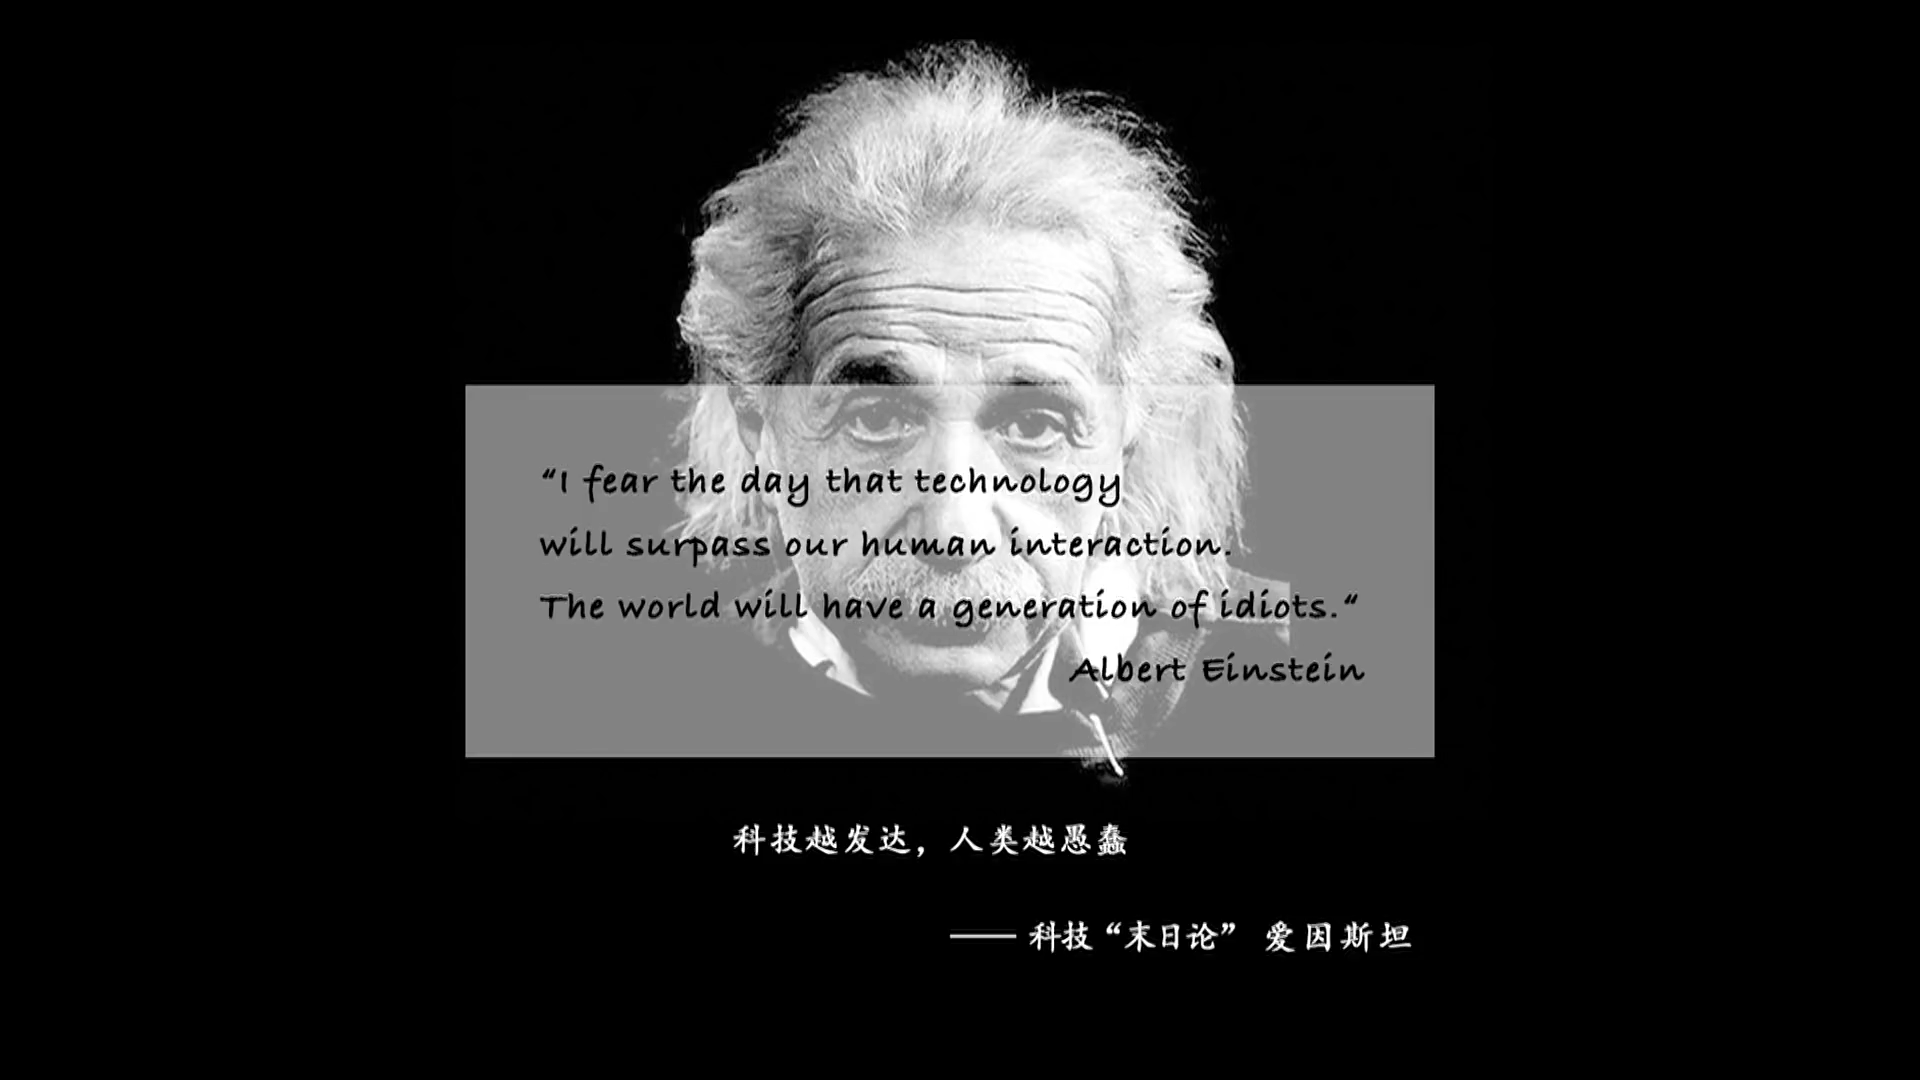 “I fear the day that technology
will surpass our human interaction.
The world will have a generation of idiots.“
Albert Einstein
科技越发达，人类越愚蠢
——科技“末日论” 爱因斯坦